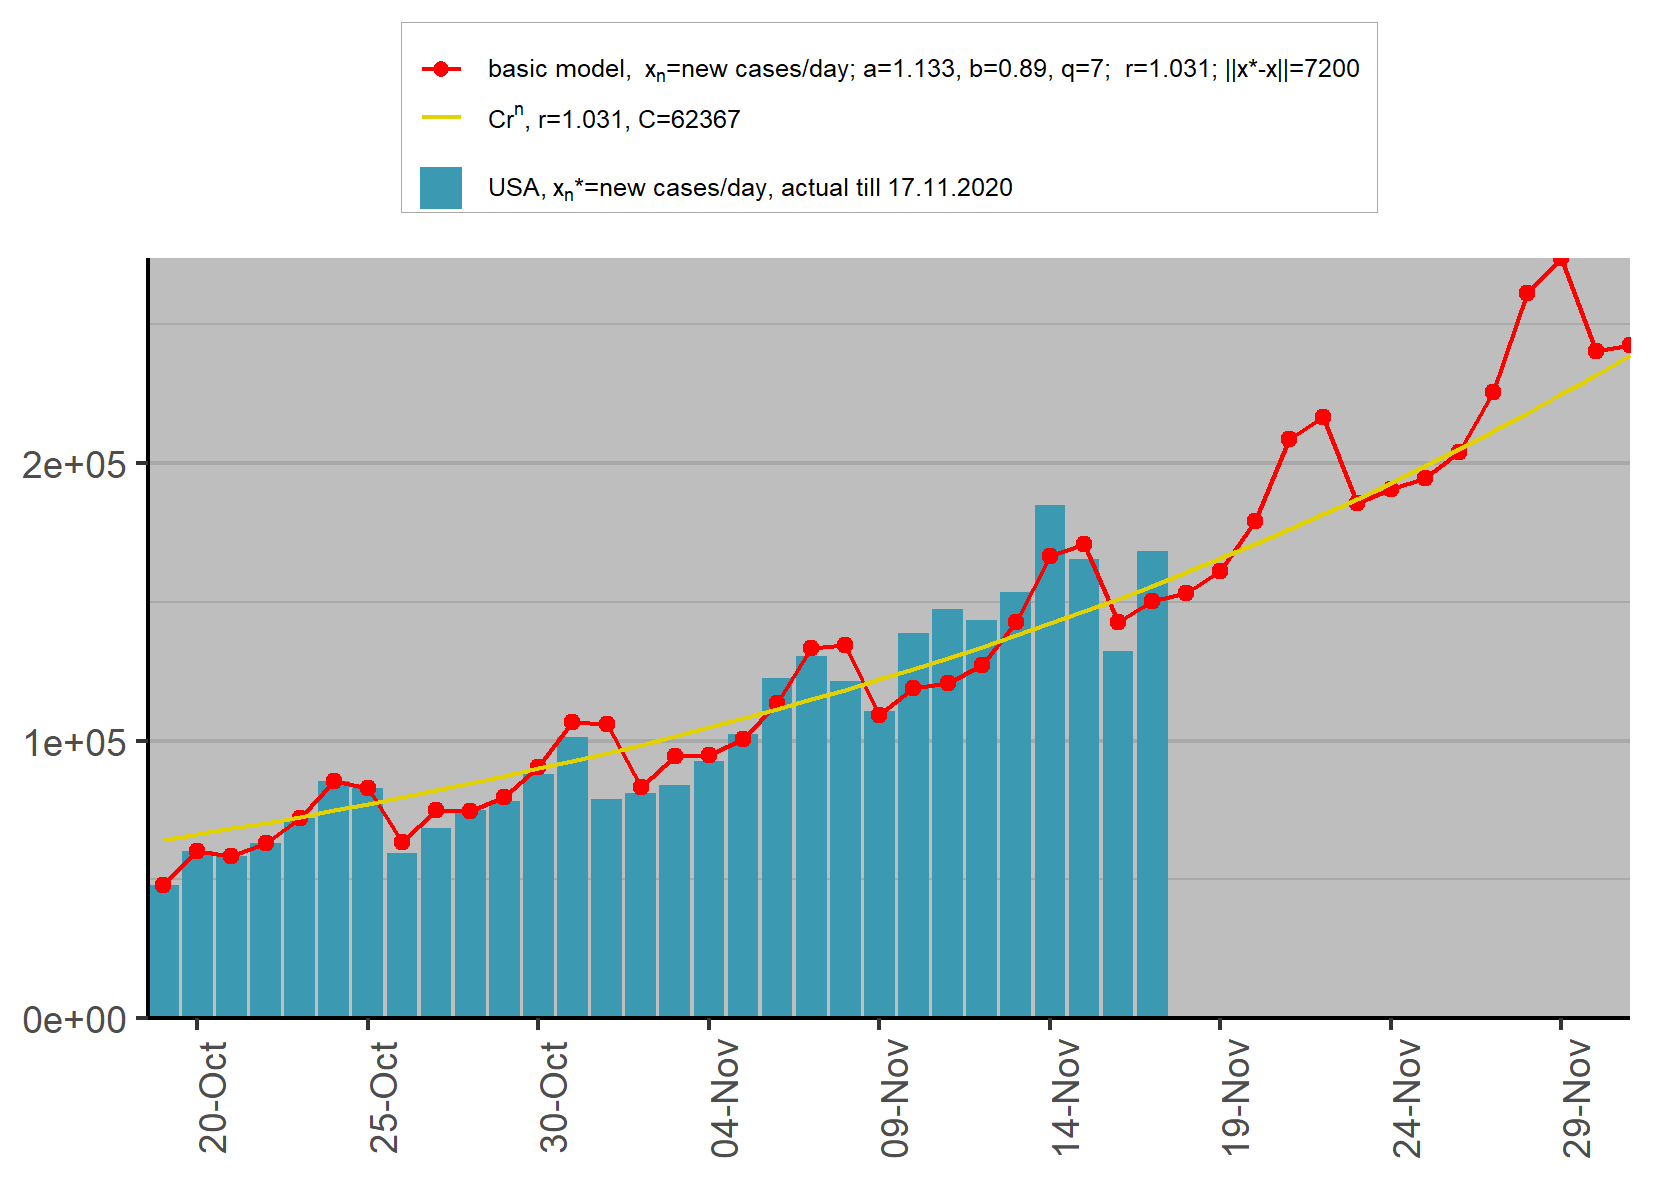 basic model,  xn=new cases/day; a=1.133, b=0.89, q=7;  r=1.031; ||x*-x||=7200
Crn, r=1.031, C=62367
USA, xn*=new cases/day, actual till 17.11.2020
2e+05
1e+05
0e+00
20-Oct
25-Oct
30-Oct
04-Nov
09-Nov
14-Nov
19-Nov
24-Nov
29-Nov